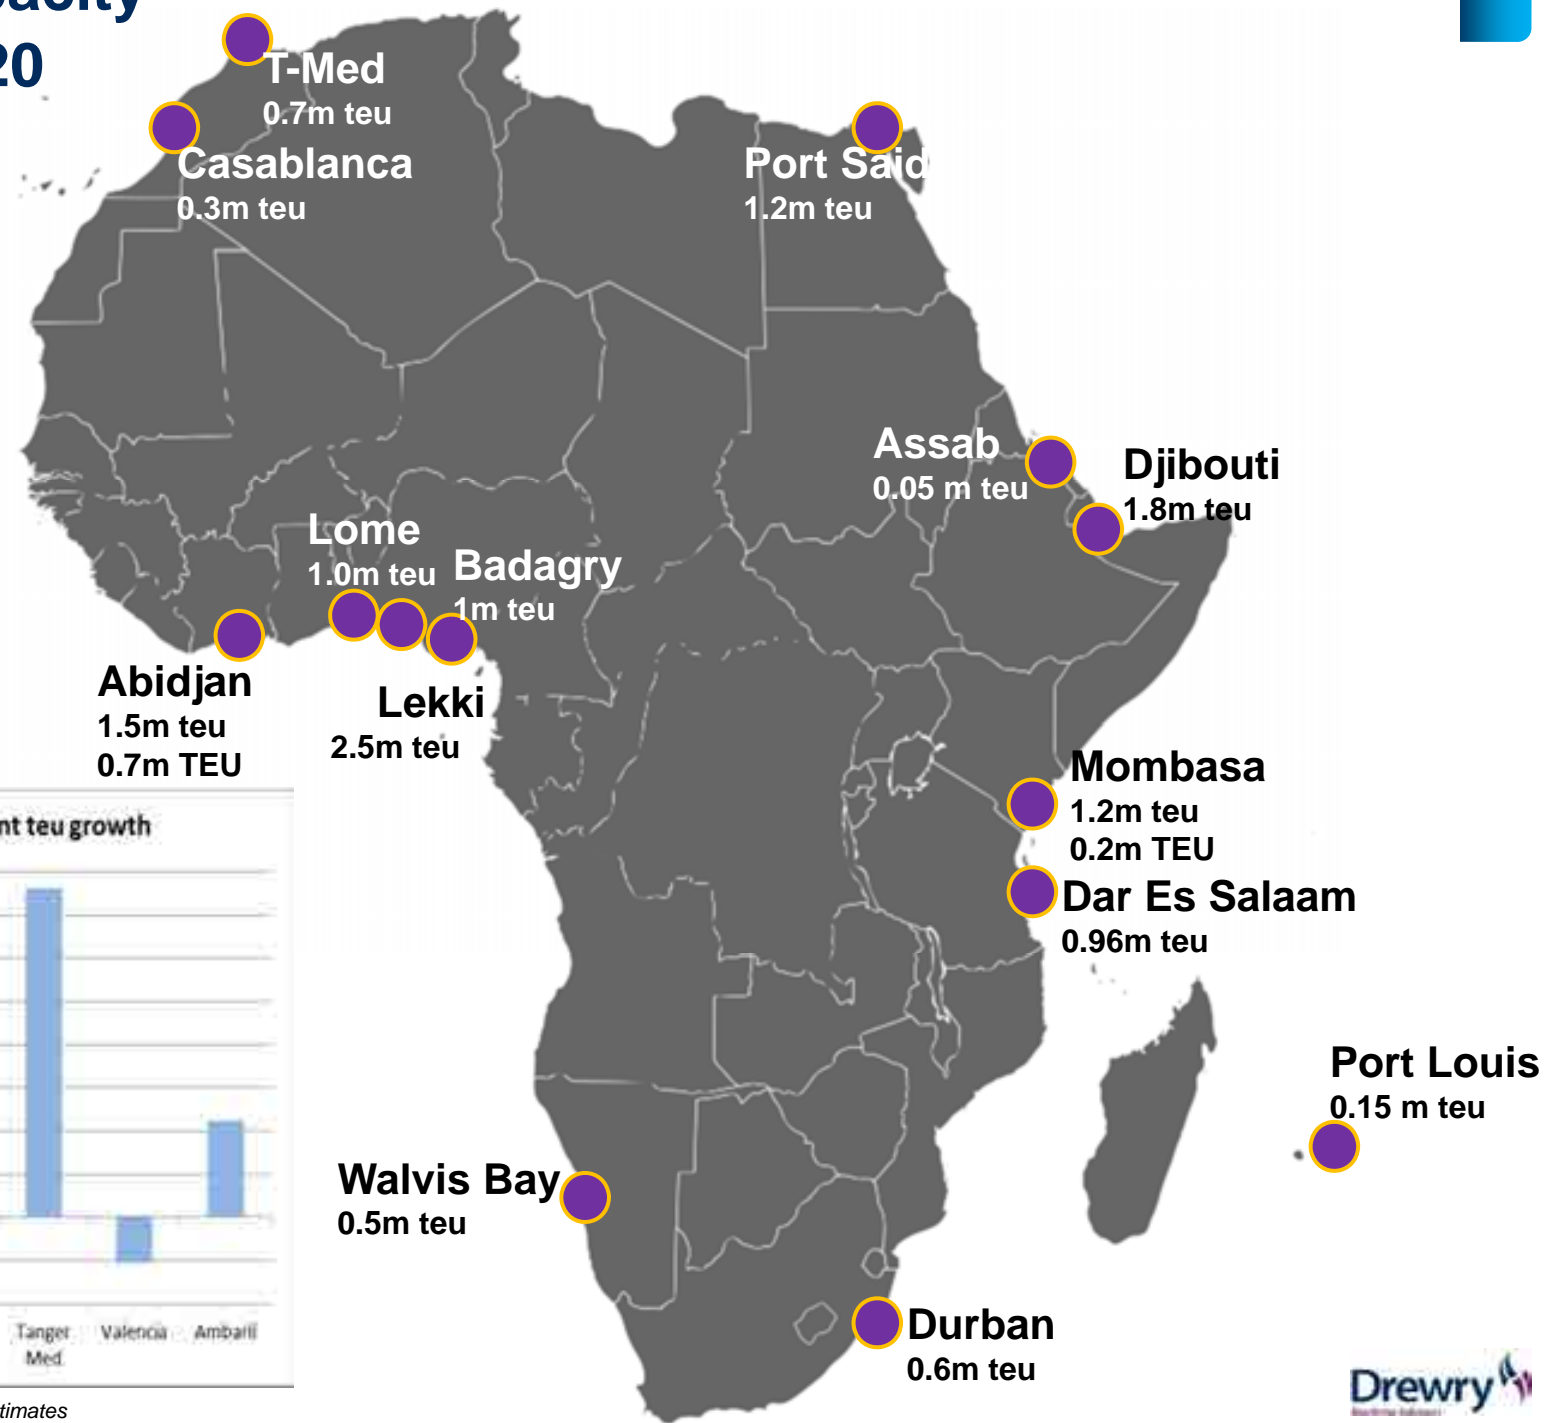 20
T-Med
0.7m teu
Casablanca
0.3m teu
Port Said
1.2m teu
Assab
0.05 m teu
Djibouti
1.8m teu
Lome
1.0m teu
Badagry
1m teu
Abidjan
1.5m teu
0.7m TEU
Lekki
2.5m teu
Mombasa
1.2m teu
0.2m TEU
Dar Es Salaam
0.96m teu
Port Louis
0.15 m teu
Walvis Bay
0.5m teu
Durban
0.6m teu
nt teu growth
Tanger Valencia Ambarli
Med
timates
Drewry